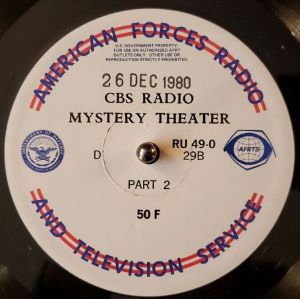 AMERICAN FORCES RADIO
U.S. GOVERNMENT PROPERTY.
FOR USE ON AUTHORIZED AFRT
OUTLETS ONLY. OTHER USE OR
REPRODUCTION STRICTLY PROHIBITED.
26 DEC 1980
CBS RADIO
MYSTERY THEATER
RU 49-0
D 29B
AFRTS
PART 2
50 F
AND TELEVISION SERVICE